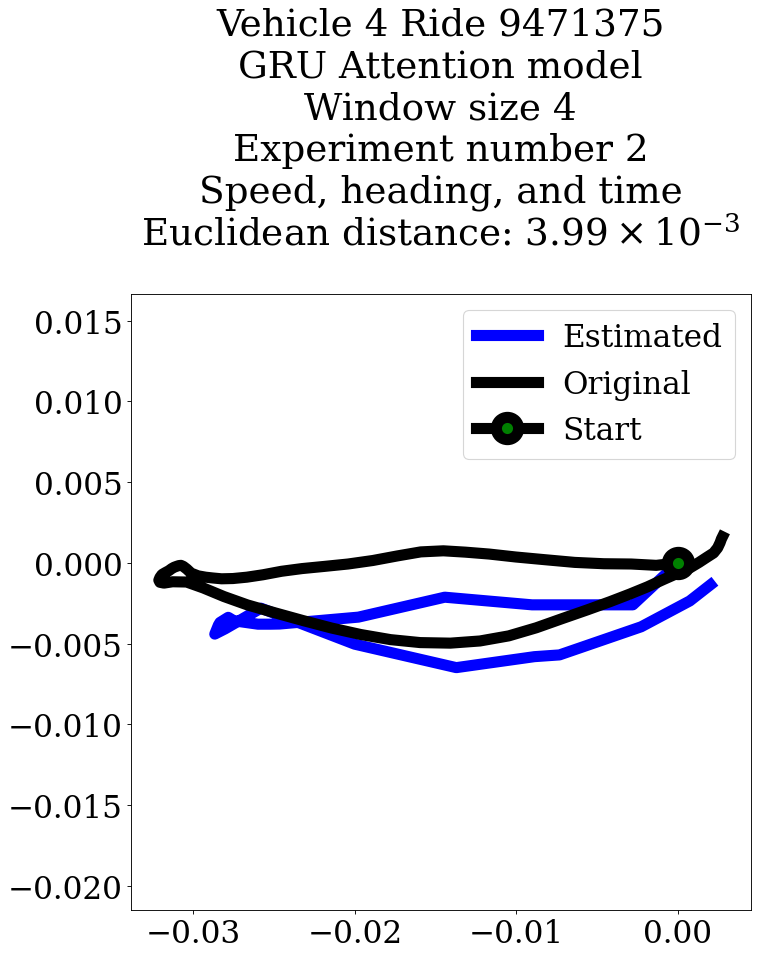 Vehicle 4 Ride 9471375
GRU Attention model
Window size 4
Experiment number 2
Speed, heading, and time
Euclidean distance: 3.99 × 10⁻³
Estimated
Original
Start
0.015
0.010
0.005
0.000
−0.005
−0.010
−0.015
−0.020
−0.03 −0.02 −0.01 0.00